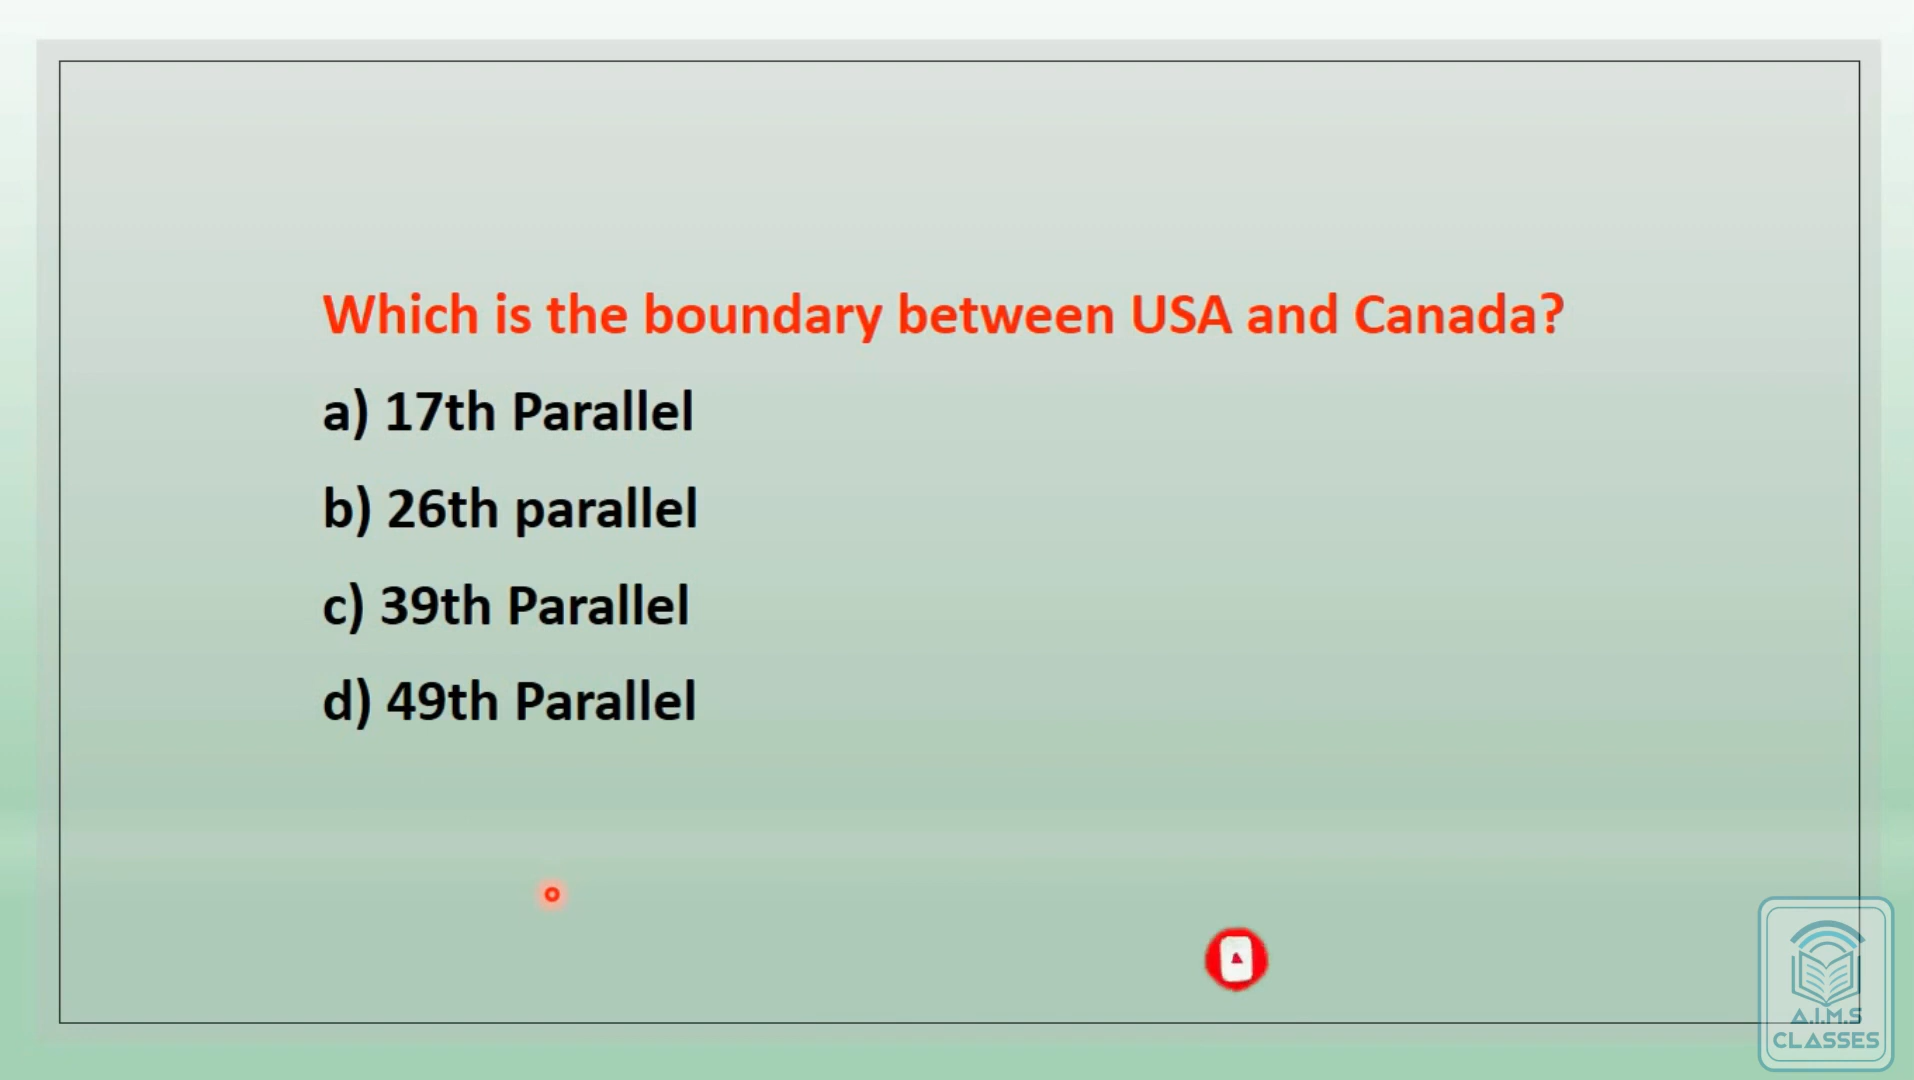 Which is the boundary between USA and Canada?
a) 17th Parallel
b) 26th parallel
c) 39th Parallel
d) 49th Parallel
A.I.M.S
CLASSES